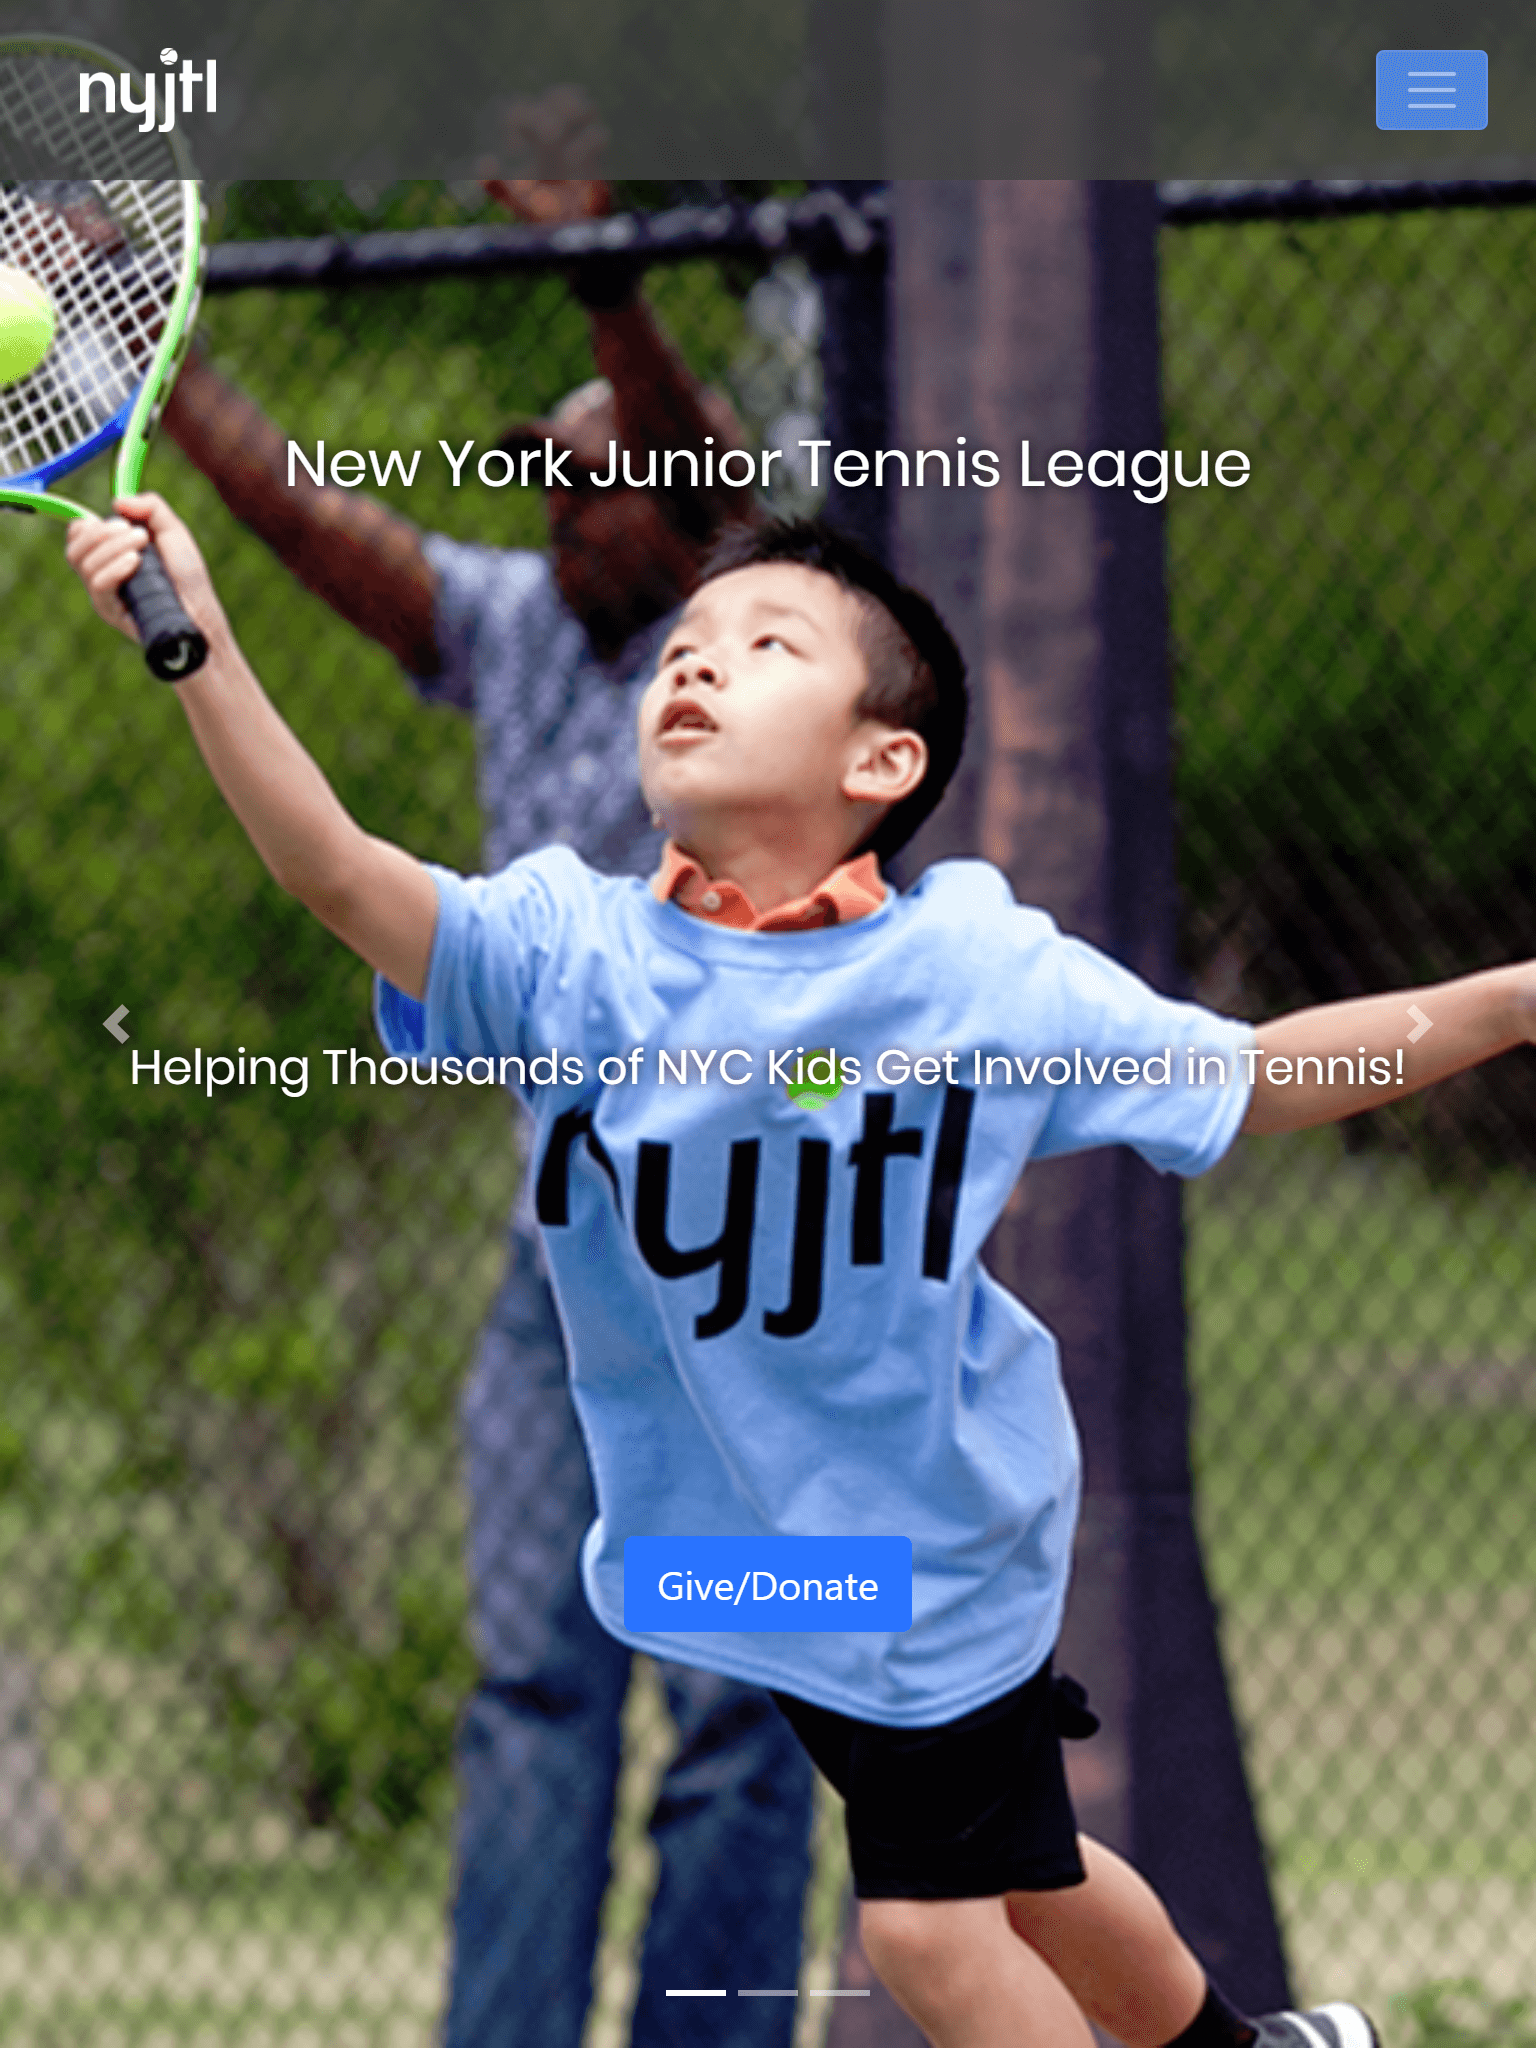 nyjtl
New York Junior Tennis League
Helping Thousands of NYC Kids Get Involved in Tennis!
nyjtl
Give/Donate